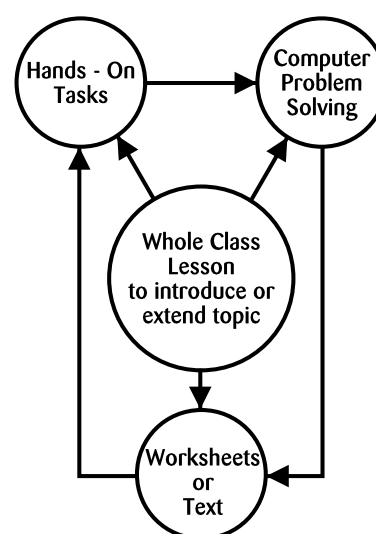 Hands - On
Tasks
Computer
Problem
Solving
Whole Class
Lesson
to introduce or
extend topic
Worksheets
or
Text